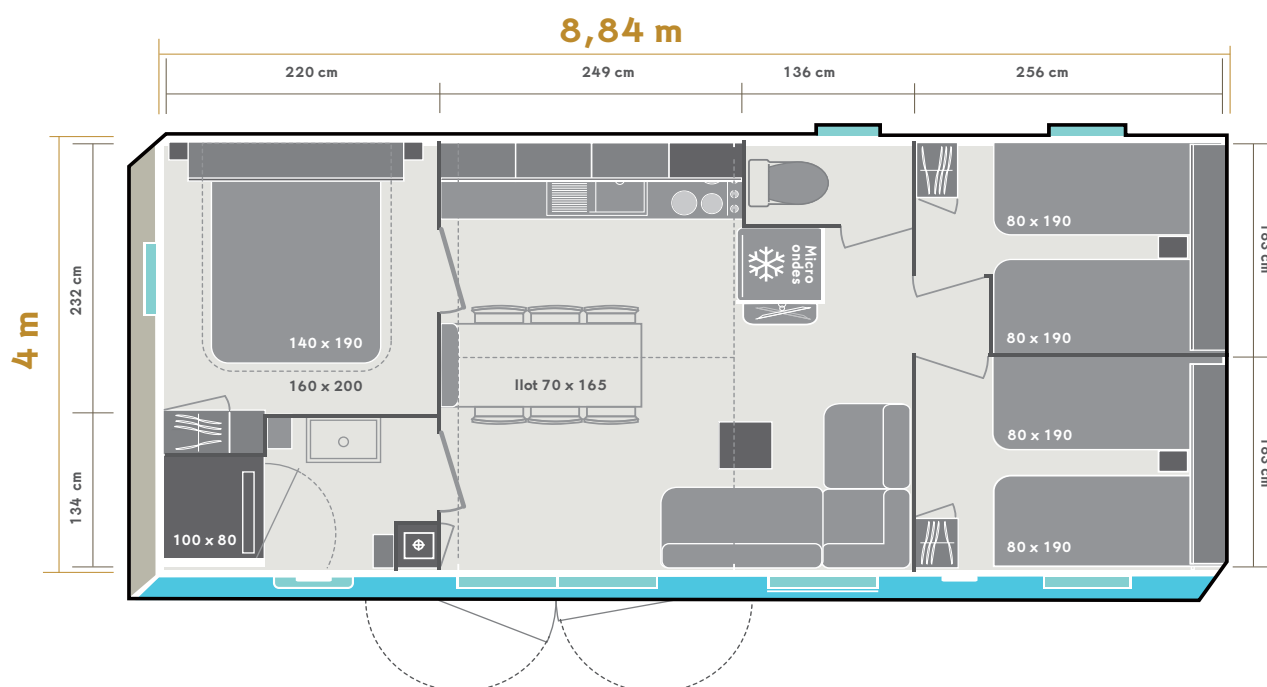 8,84 m
220 cm
249 cm
136 cm
256 cm
4 m
232 cm
134 cm
140 x 190
160 x 200
100 x 80
Ilot 70 x 165
Micro
ondes
80 x 190
80 x 190
80 x 190
80 x 190